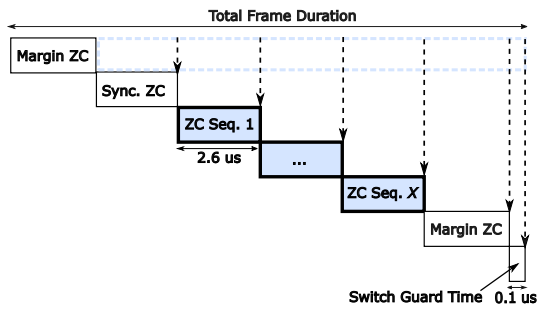 Total Frame Duration
Margin ZC
Sync. ZC
ZC Seq. 1
2.6 us
...
ZC Seq. X
Margin ZC
Switch Guard Time
0.1 us